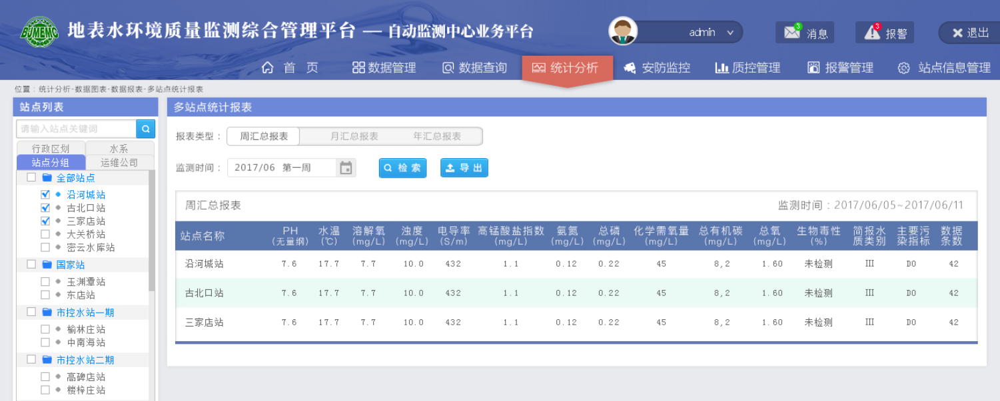 BJMEMC 地表水环境质量监测综合管理平台 — 自动监测中心业务平台
admin
3 消息
3 报警
退出
首 页 数据管理 数据查询 统计分析 安防监控 质控管理 报警管理 站点信息管理
位置：统计分析-数据图表-数据报表-多站点统计报表
站点列表
请输入站点关键词
行政区划 水系
站点分组 运维公司
全部站点
沿河城站
古北口站
三家店站
大关桥站
密云水库站
国家站
玉渊潭站
东店站
市控水站一期
榆林庄站
中南海站
市控水站二期
高碑店站
楼梓庄站
多站点统计报表
报表类型： 周汇总报表 月汇总报表 年汇总报表
监测时间： 2017/06 第一周 检 索 导 出
周汇总报表 监测时间：2017/06/05~2017/06/11
站点名称 PH(无量纲) 水温(℃) 溶解氧(mg/L) 浊度(mg/L) 电导率(S/m) 高锰酸盐指数(mg/L) 氨氮(mg/L) 总磷(mg/L) 化学需氧量(mg/L) 总有机碳(mg/L) 总氧(mg/L) 生物毒性(%) 简报水质类别 主要污染指标 数据条数
沿河城站 7.6 17.7 7.7 10.0 432 1.1 0.12 0.22 45 8,2 1.60 未检测 III DO 42
古北口站 7.6 17.7 7.7 10.0 432 1.1 0.12 0.22 45 8,2 1.60 未检测 III DO 42
三家店站 7.6 17.7 7.7 10.0 432 1.1 0.12 0.22 45 8,2 1.60 未检测 III DO 42